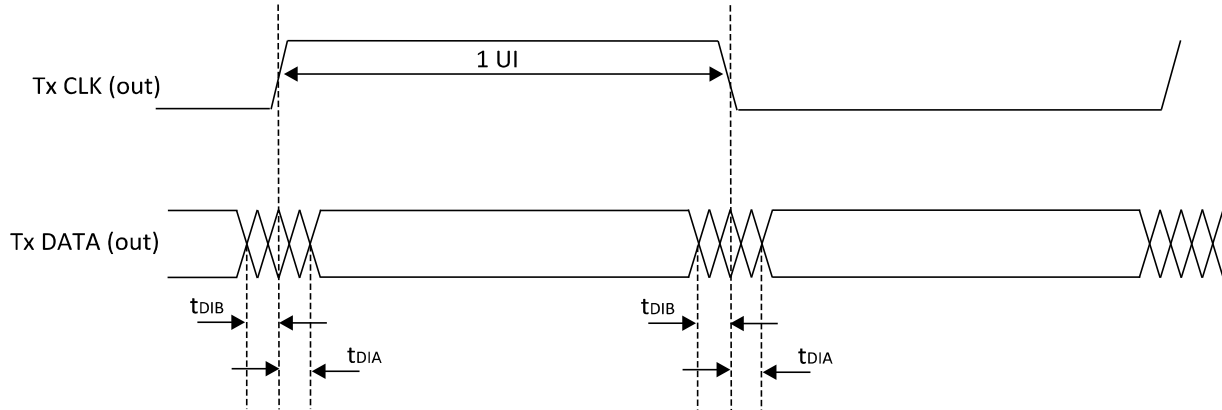 1 UI
Tx CLK (out)
Tx DATA (out)
tDIB
tDIB
tDIA
tDIA